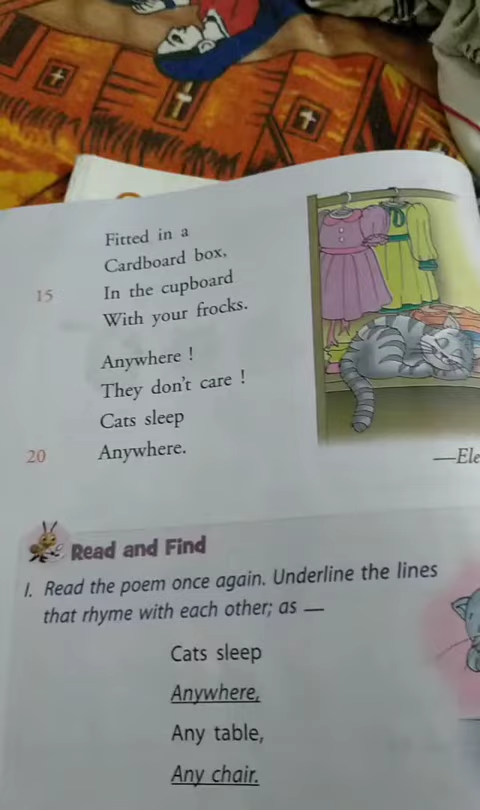 Fitted in a
Cardboard box,
15 In the cupboard
With your frocks.
Anywhere !
They don't care !
Cats sleep
20 Anywhere.
Read and Find
I. Read the poem once again. Underline the lines
that rhyme with each other; as —
Cats sleep
Anywhere,
Any table,
Any chair.